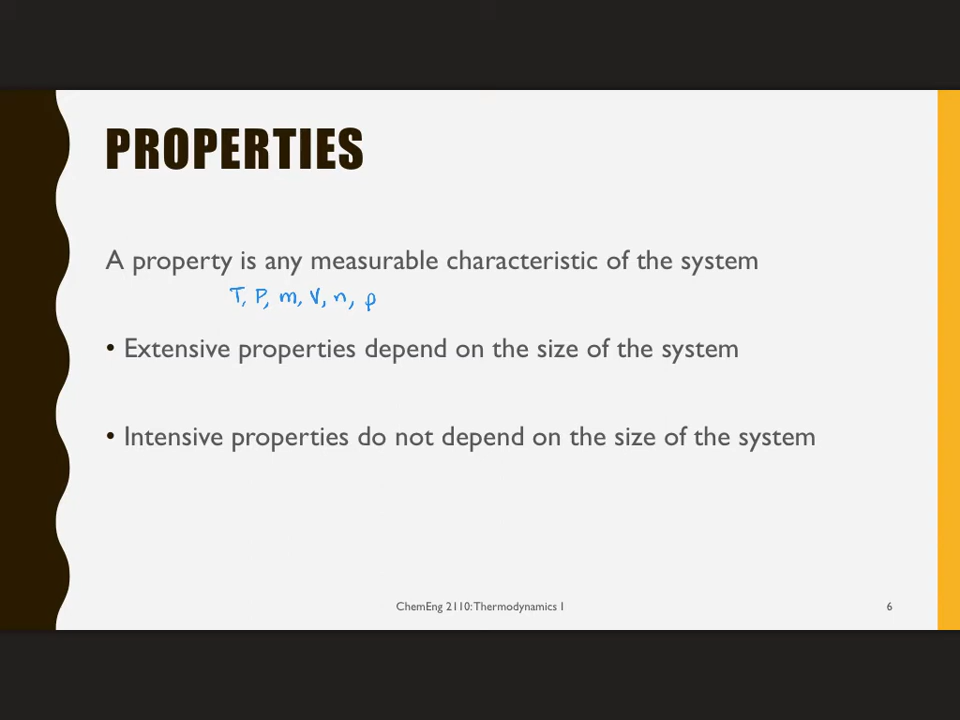 PROPERTIES
A property is any measurable characteristic of the system
T, P, m, V, n, ρ
• Extensive properties depend on the size of the system
• Intensive properties do not depend on the size of the system
ChemEng 2110: Thermodynamics I
6